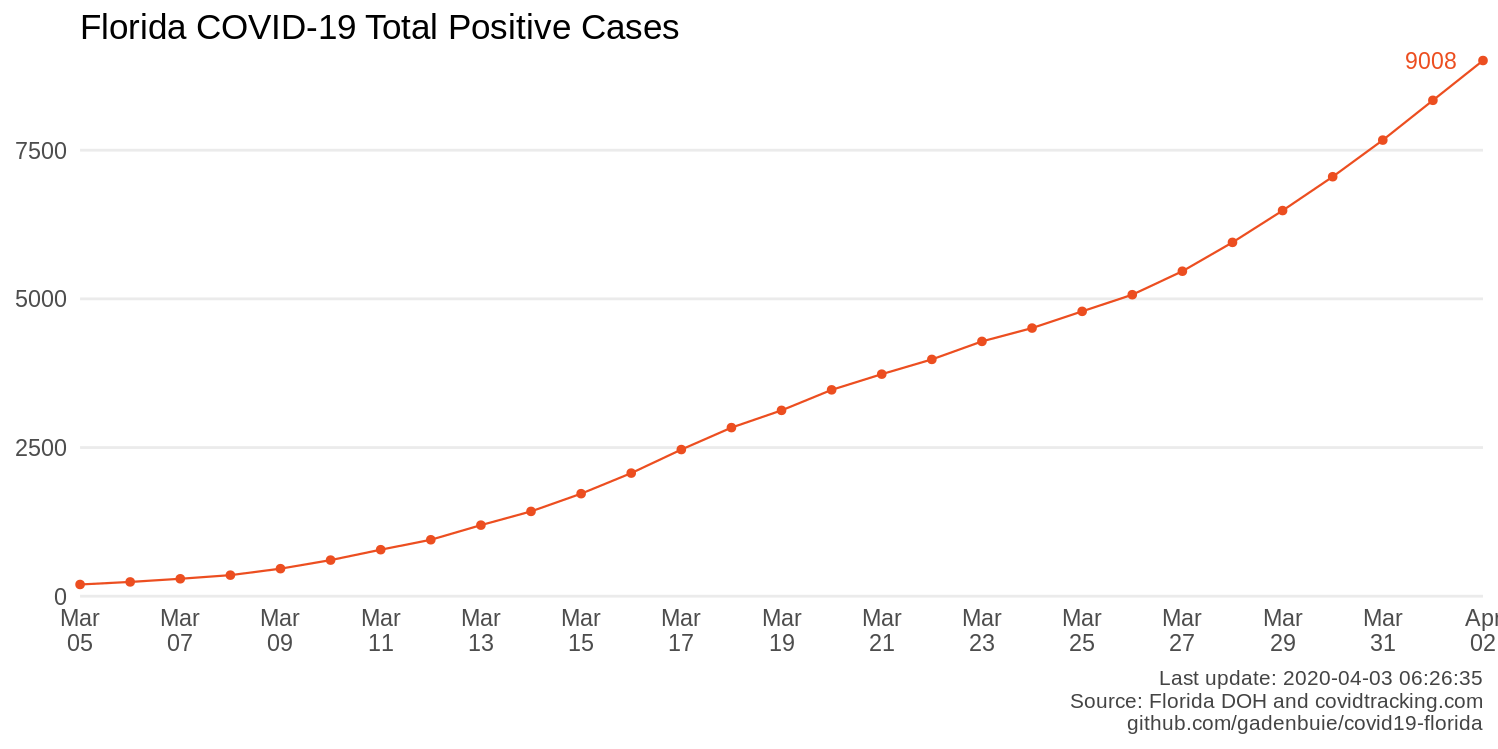 Florida COVID-19 Total Positive Cases
9008
7500
5000
2500
0
Mar Mar Mar Mar Mar Mar Mar Mar Mar Mar Mar Mar Mar Mar Apr
05 07 09 11 13 15 17 19 21 23 25 27 29 31 02
Last update: 2020-04-03 06:26:35
Source: Florida DOH and covidtracking.com
github.com/gadenbuie/covid19-florida